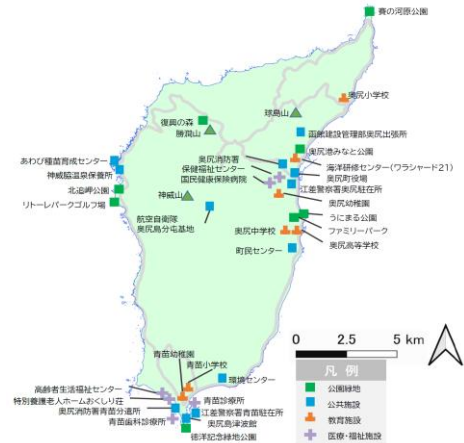 賽の河原公園
奥尻小学校
球島山
復興の森
勝澗山
函館建設管理部奥尻出張所
奥尻港みなと公園
海洋研修センター(ワラシャード21)
奥尻消防署
保健福祉センター
国民健康保険病院
奥尻町役場
江差警察署奥尻駐在所
奥尻幼稚園
うにまる公園
ファミリーパーク
奥尻高等学校
奥尻中学校
町民センター
あわび種苗育成センター
神威脇温泉保養所
北追岬公園
リトーレパークゴルフ場
神威山
航空自衛隊
奥尻島分屯基地
青苗幼稚園
青苗小学校
環境センター
高齢者生活福祉センター
特別養護老人ホームおくしり荘
奥尻消防署青苗分遣所
青苗歯科診療所
青苗診療所
江差警察署青苗駐在所
奥尻島津波館
徳洋記念緑地公園
0 2.5 5 km
凡 例
公園緑地
公共施設
教育施設
医療・福祉施設